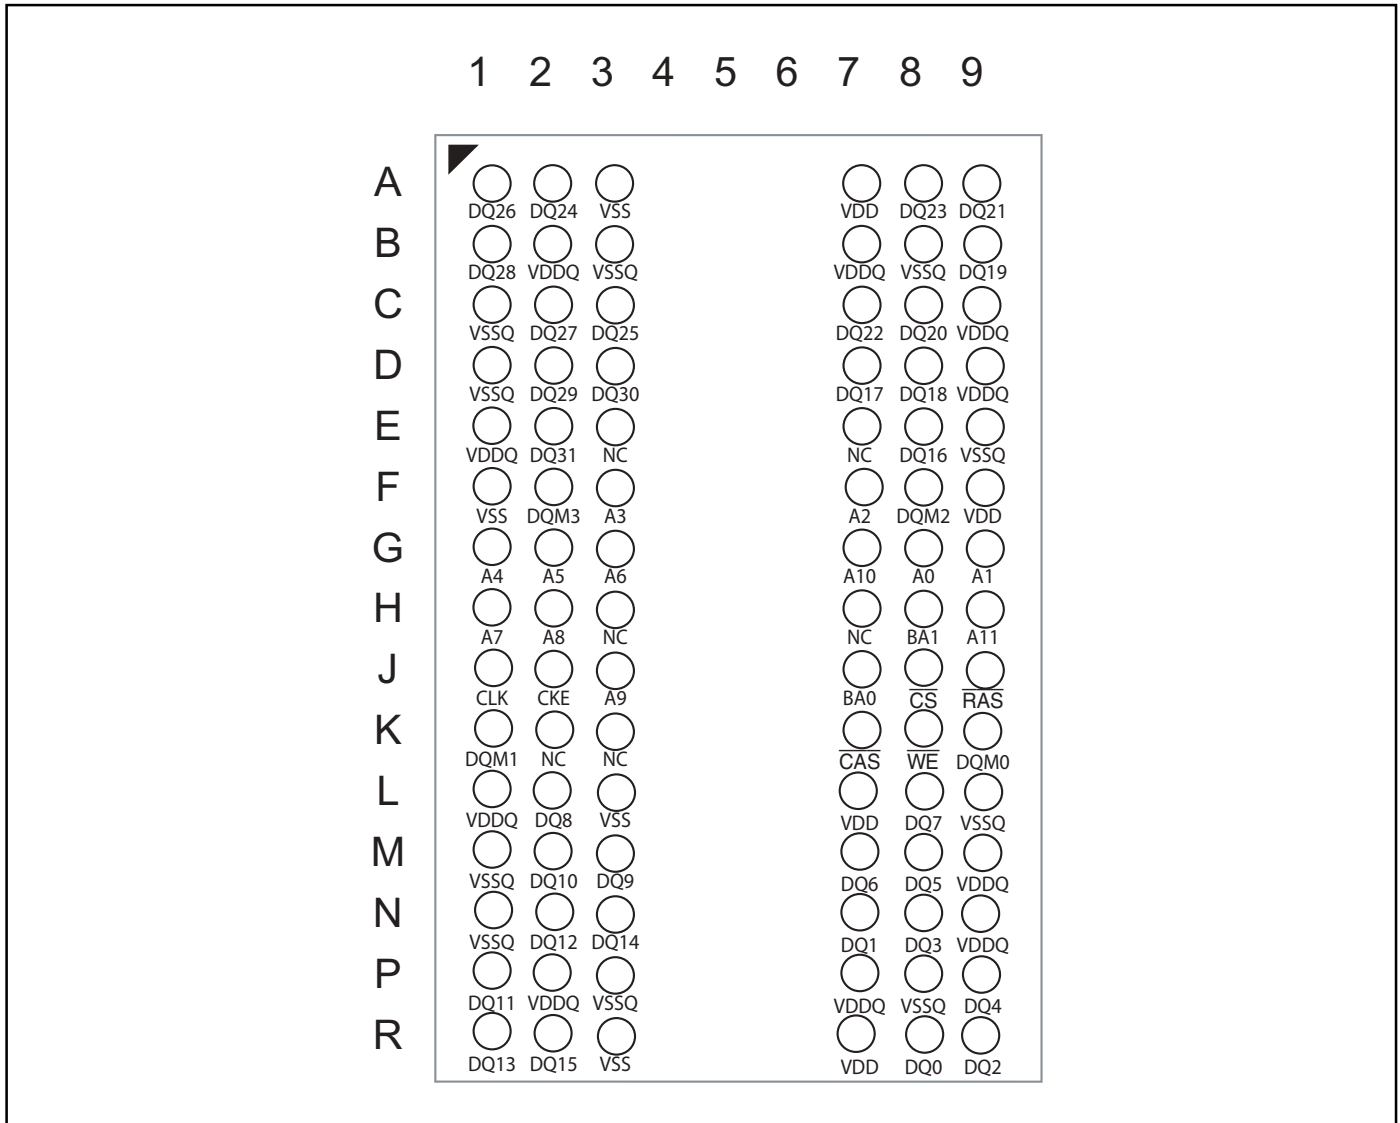 1 2 3 4 5 6 7 8 9
A
DQ26 DQ24 VSS VDD DQ23 DQ21
B
DQ28 VDDQ VSSQ VDDQ VSSQ DQ19
C
VSSQ DQ27 DQ25 DQ22 DQ20 VDDQ
D
VSSQ DQ29 DQ30 DQ17 DQ18 VDDQ
E
VDDQ DQ31 NC NC DQ16 VSSQ
F
VSS DQM3 A3 A2 DQM2 VDD
G
A4 A5 A6 A10 A0 A1
H
A7 A8 NC NC BA1 A11
J
CLK CKE A9 BA0 C̅S̅ R̅A̅S̅
K
DQM1 NC NC C̅A̅S̅ W̅E̅ DQM0
L
VDDQ DQ8 VSS VDD DQ7 VSSQ
M
VSSQ DQ10 DQ9 DQ6 DQ5 VDDQ
N
VSSQ DQ12 DQ14 DQ1 DQ3 VDDQ
P
DQ11 VDDQ VSSQ VDDQ VSSQ DQ4
R
DQ13 DQ15 VSS VDD DQ0 DQ2